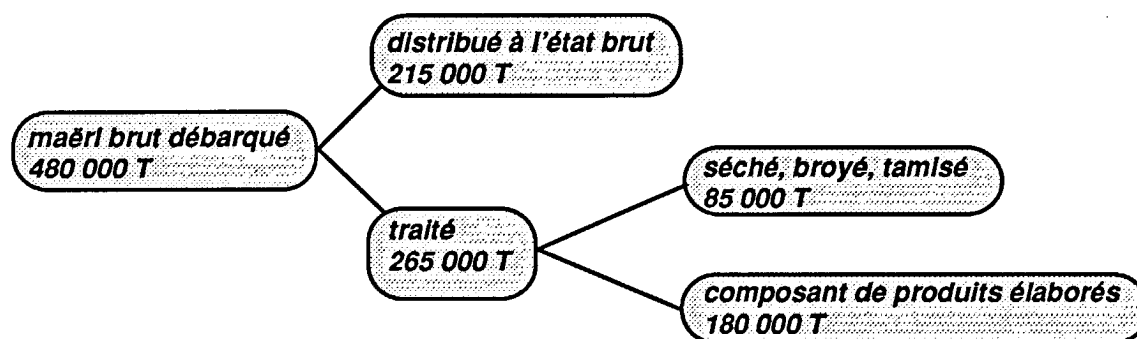 distribué à l'état brut
215 000 T
maërl brut débarqué
480 000 T
séché, broyé, tamisé
85 000 T
traité
265 000 T
composant de produits élaborés
180 000 T